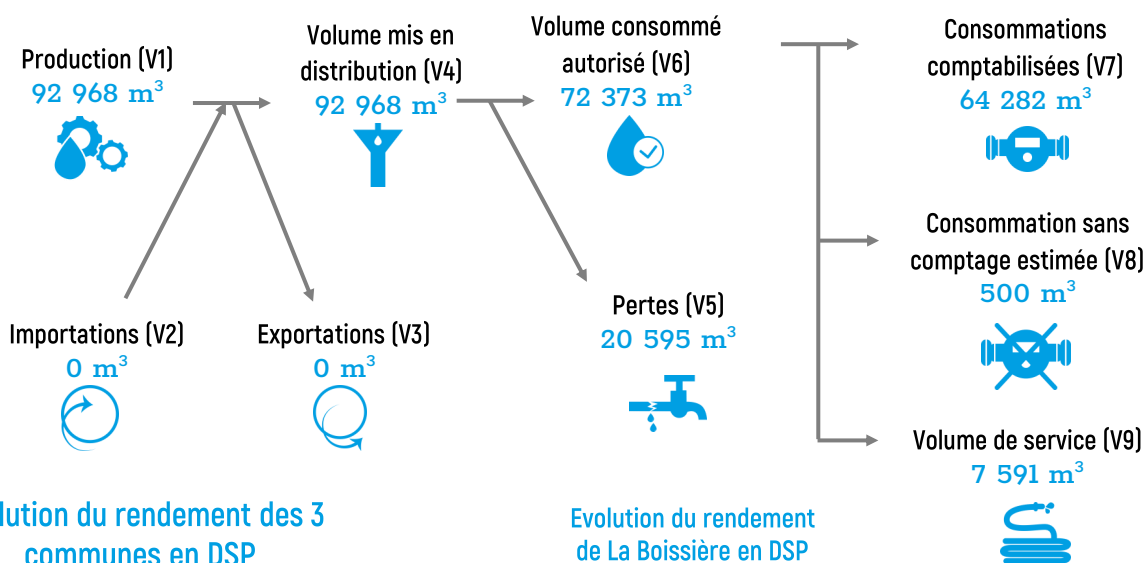 Production (V1)
92 968 m³
Volume mis en
distribution (V4)
92 968 m³
Volume consommé
autorisé (V6)
72 373 m³
Consommations
comptabilisées (V7)
64 282 m³
Consommation sans
comptage estimée (V8)
500 m³
Importations (V2)
0 m³
Exportations (V3)
0 m³
Pertes (V5)
20 595 m³
Volume de service (V9)
7 591 m³
lution du rendement des 3
communes en DSP
Evolution du rendement
de La Boissière en DSP